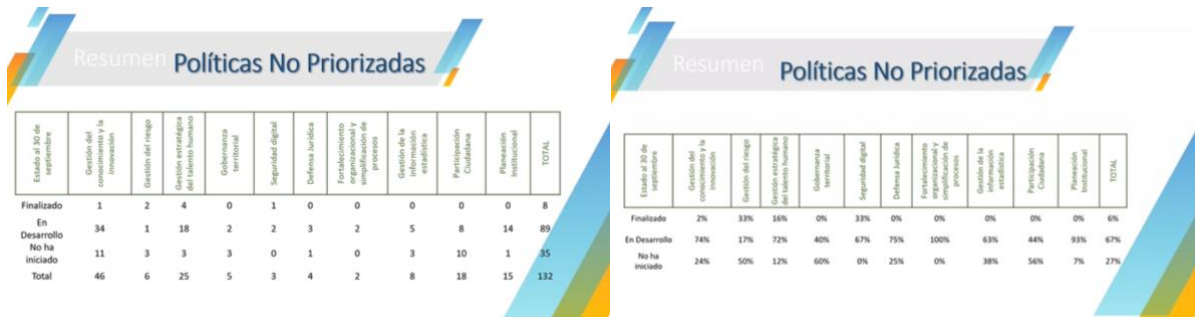 Resumen Políticas No Priorizadas
Estado al 30 de septiembre Gestión del conocimiento y la innovación Gestión del riesgo Gestión estratégica del talento humano Gobernanza territorial Seguridad digital Defensa Jurídica Fortalecimiento organizacional y simplificación de procesos Gestión de la información estadística Participación Ciudadana Planeación Institucional TOTAL
Finalizado 1 2 4 0 1 0 0 0 0 0 8
En Desarrollo 34 1 18 2 2 3 2 5 8 14 89
No ha iniciado 11 3 3 3 0 1 0 3 10 1 35
Total 46 6 25 5 3 4 2 8 18 15 132
Resumen Políticas No Priorizadas
Estado al 30 de septiembre Gestión del conocimiento y la innovación Gestión del riesgo Gestión estratégica del talento humano Gobernanza territorial Seguridad digital Defensa Jurídica Fortalecimiento organizacional y simplificación de procesos Gestión de la información estadística Participación Ciudadana Planeación Institucional TOTAL
Finalizado 2% 33% 16% 0% 33% 0% 0% 0% 0% 0% 6%
En Desarrollo 74% 17% 72% 40% 67% 75% 100% 63% 44% 93% 67%
No ha iniciado 24% 50% 12% 60% 0% 25% 0% 38% 56% 7% 27%